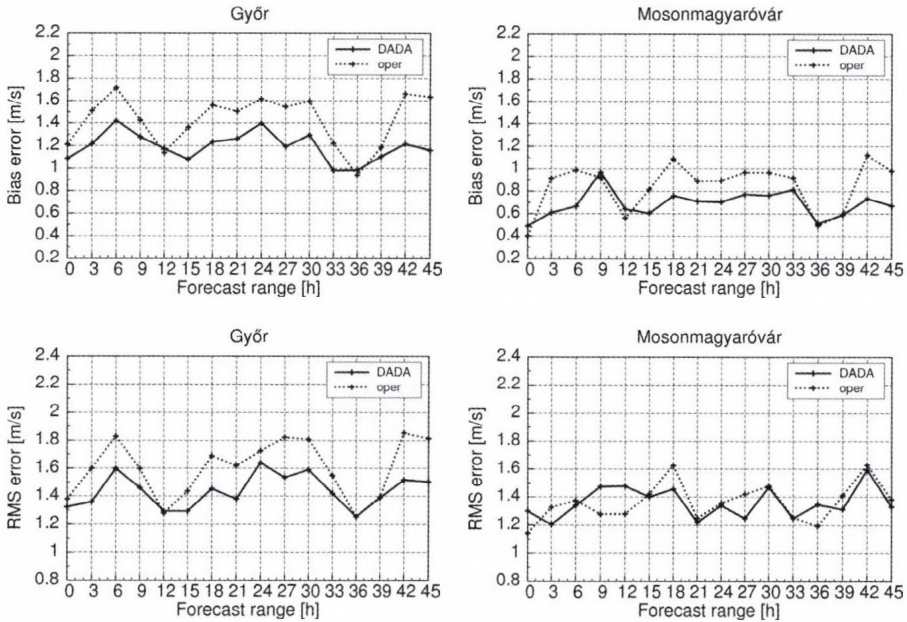 Győr
Bias error [m/s]
2.2
2
1.8
1.6
1.4
1.2
1
0.8
0.6
0.4
0.2
DADA
oper
0 3 6 9 12 15 18 21 24 27 30 33 36 39 42 45
Forecast range [h]
Mosonmagyaróvár
Bias error [m/s]
2.2
2
1.8
1.6
1.4
1.2
1
0.8
0.6
0.4
0.2
DADA
oper
0 3 6 9 12 15 18 21 24 27 30 33 36 39 42 45
Forecast range [h]
Győr
RMS error [m/s]
2.4
2.2
2
1.8
1.6
1.4
1.2
1
0.8
DADA
oper
0 3 6 9 12 15 18 21 24 27 30 33 36 39 42 45
Forecast range [h]
Mosonmagyaróvár
RMS error [m/s]
2.4
2.2
2
1.8
1.6
1.4
1.2
1
0.8
DADA
oper
0 3 6 9 12 15 18 21 24 27 30 33 36 39 42 45
Forecast range [h]